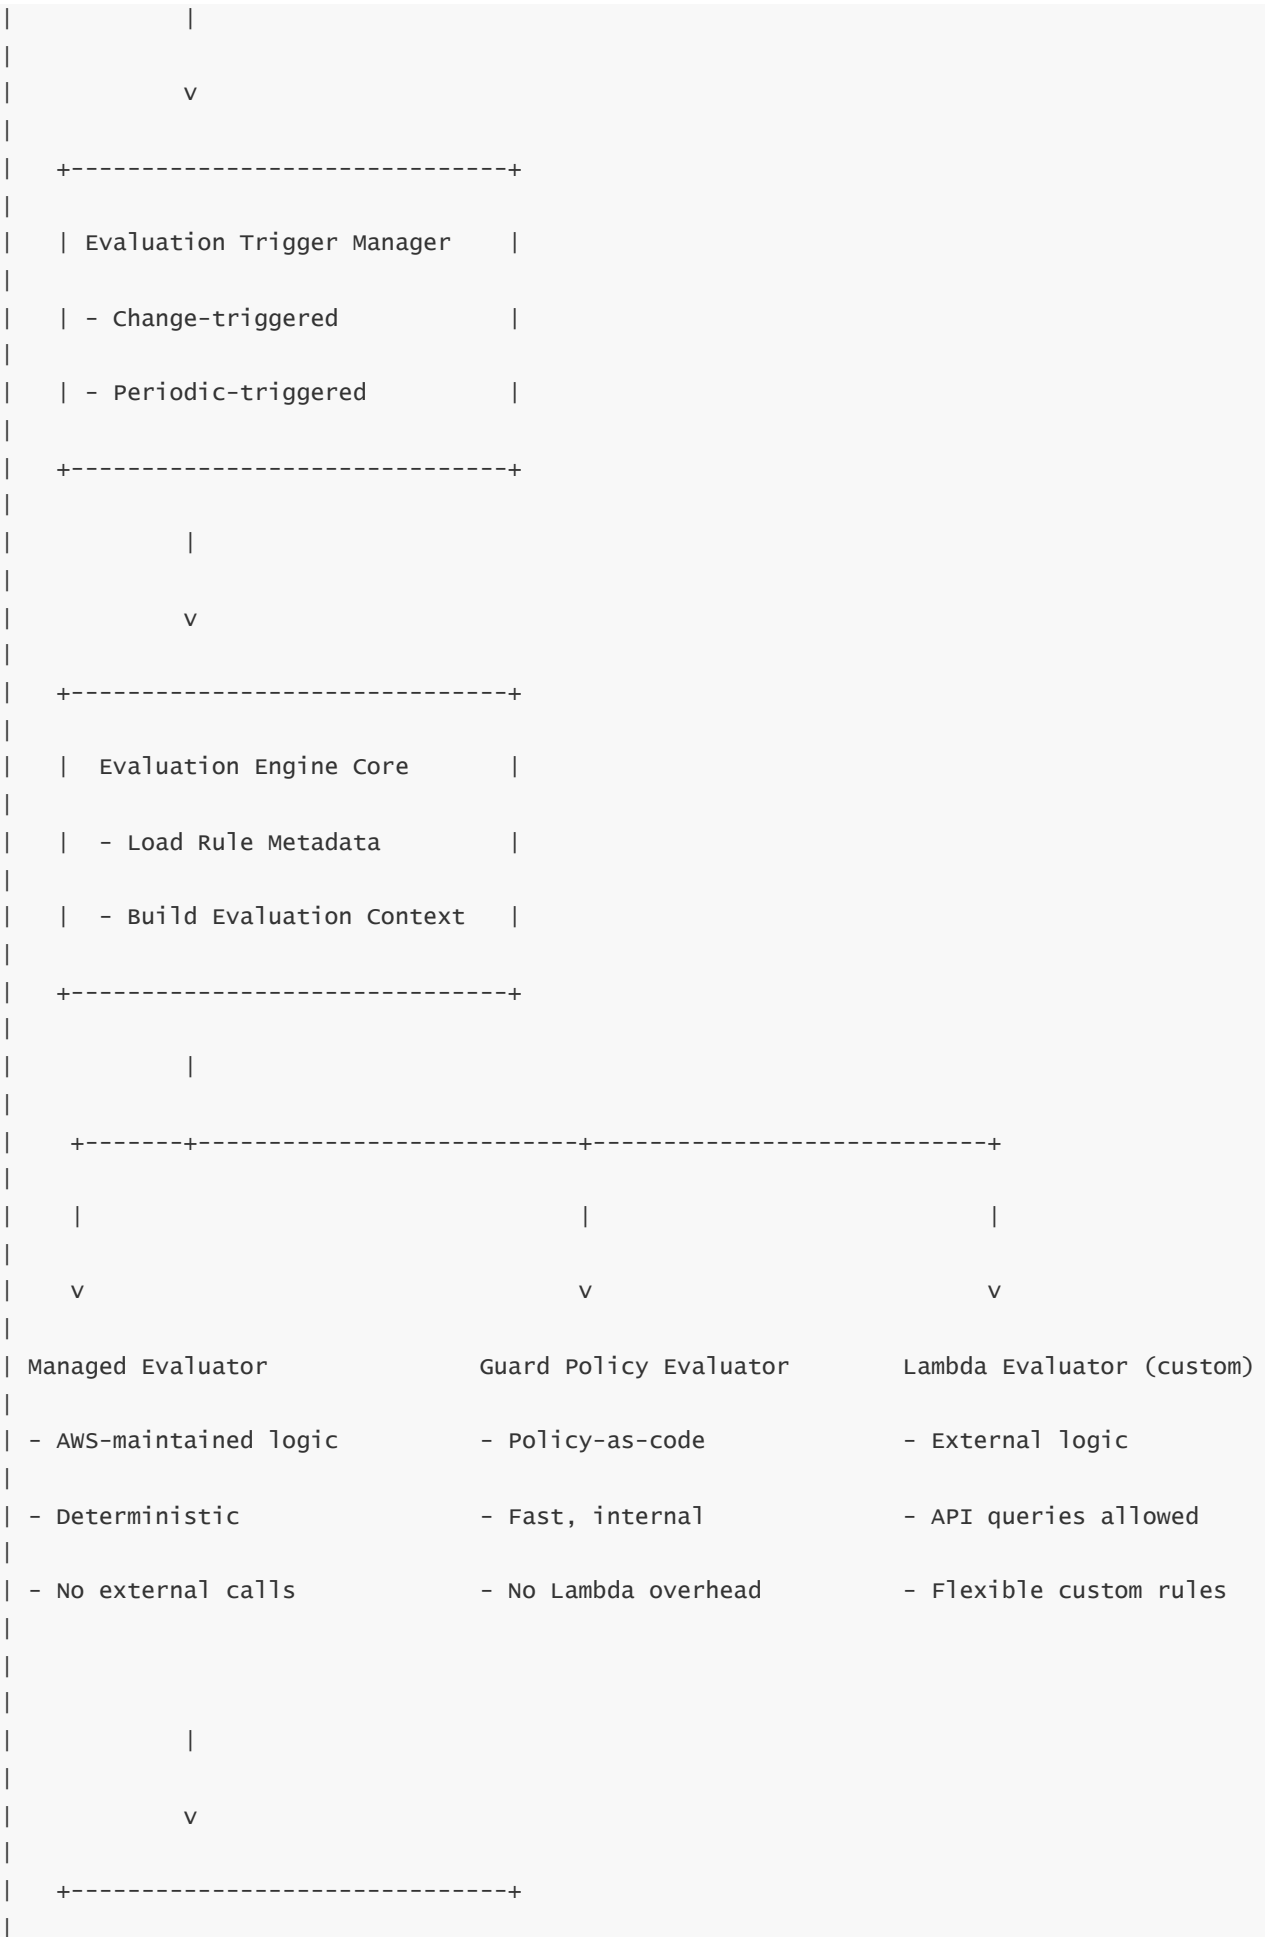 |            |
|
|            v
|
|   +-------------------------------+
|
|   | Evaluation Trigger Manager    |
|
|   | - Change-triggered            |
|
|   | - Periodic-triggered          |
|
|   +-------------------------------+
|
|            |
|
|            v
|
|   +-------------------------------+
|
|   |  Evaluation Engine Core       |
|
|   |  - Load Rule Metadata         |
|
|   |  - Build Evaluation Context   |
|
|   +-------------------------------+
|
|            |
|
|    +-------+---------------------------+----------------------------+
|
|    |                                   |                            |
|
|    v                                   v                            v
|
| Managed Evaluator               Guard Policy Evaluator        Lambda Evaluator (custom)
|
| - AWS-maintained logic          - Policy-as-code              - External logic
|
| - Deterministic                 - Fast, internal              - API queries allowed
|
| - No external calls             - No Lambda overhead          - Flexible custom rules
|
|
|
|            |
|
|            v
|
|   +-------------------------------+
|